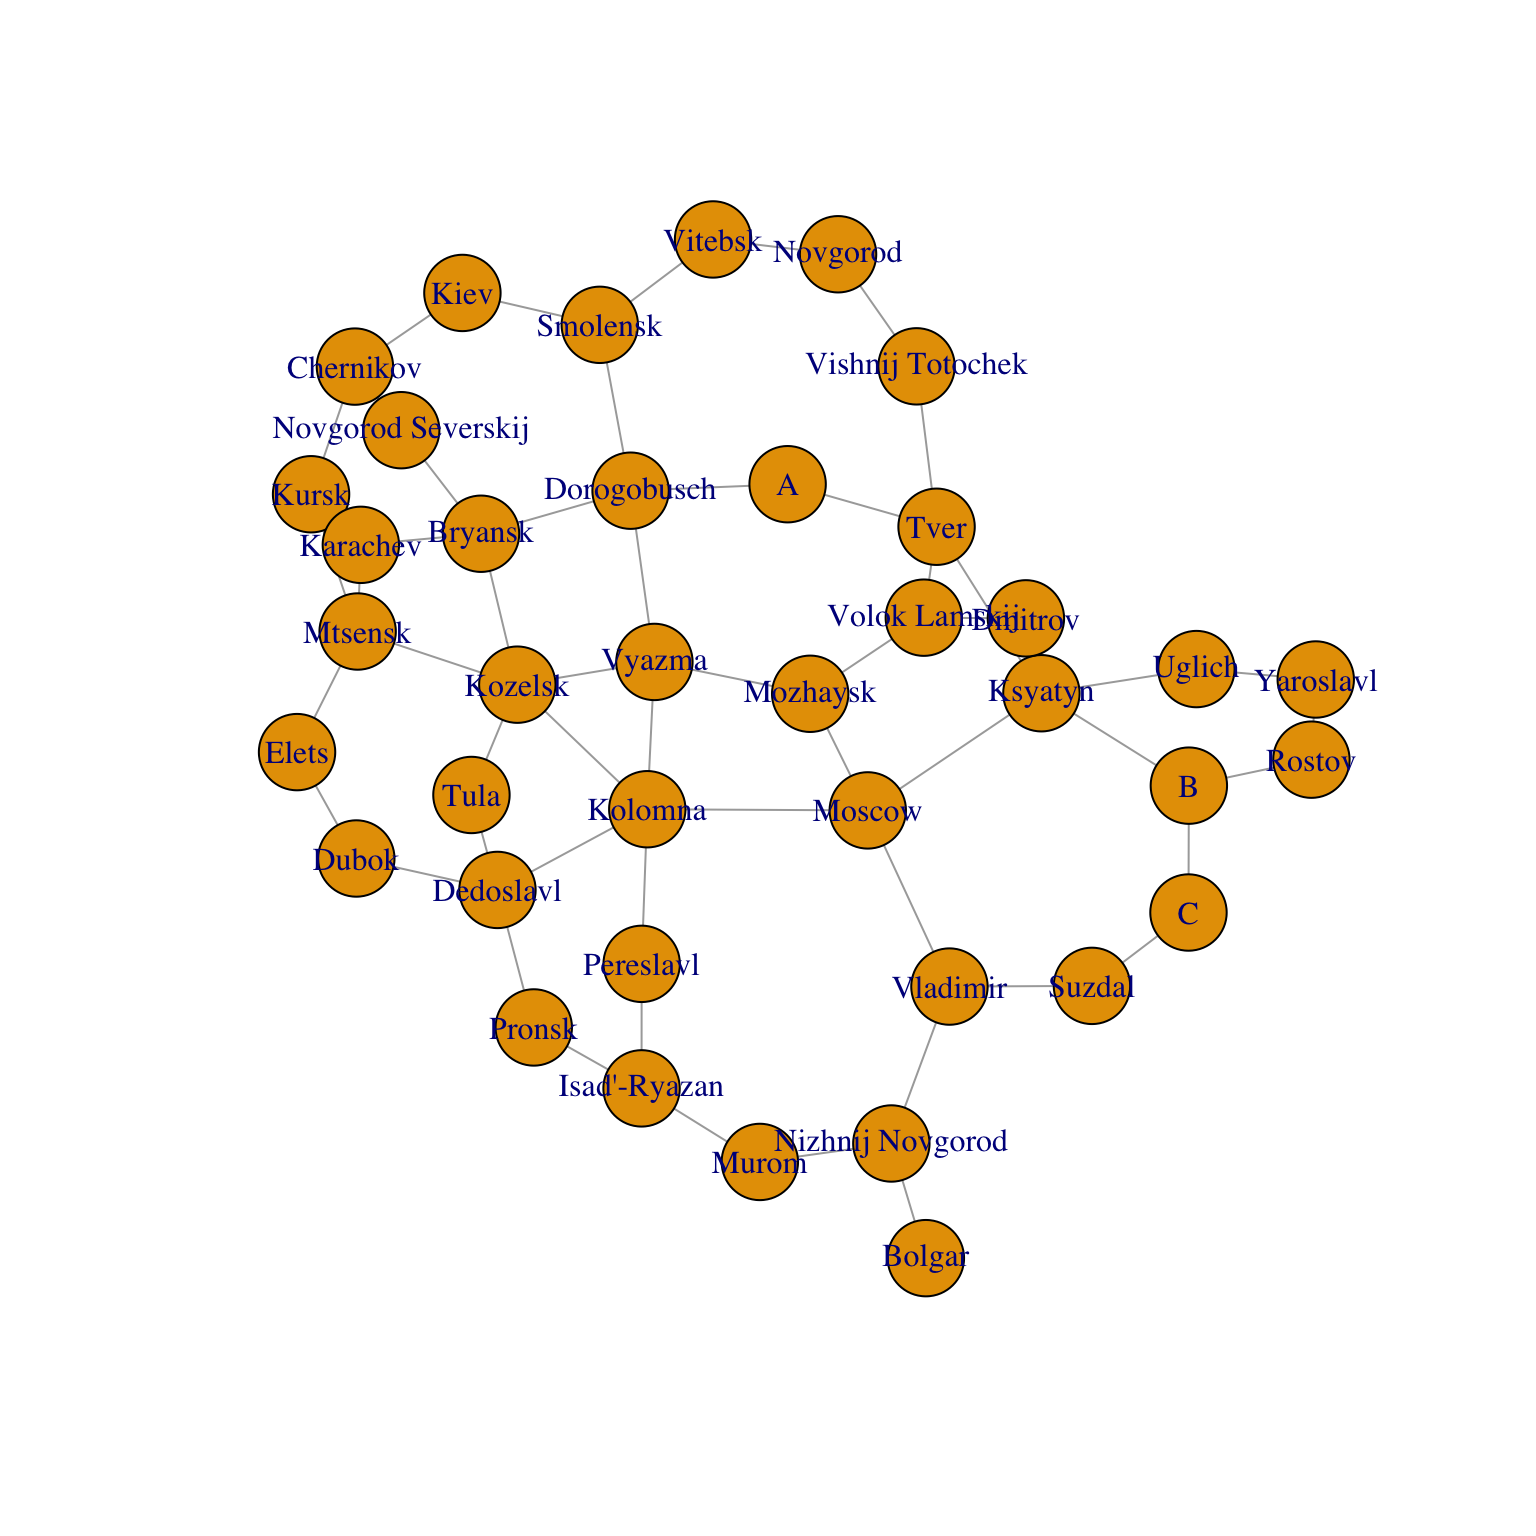 Vitebsk
Novgorod
Kiev
Smolensk
Chernikov
Vishnij Totochek
Novgorod Severskij
Kursk
Dorogobusch
A
Bryansk
Tver
Karachev
Volok Lamskij
Dmitrov
Mtsensk
Vyazma
Uglich
Yaroslavl
Kozelsk
Mozhaysk
Ksyatyn
Elets
Rostov
Tula
B
Kolomna
Moscow
Dubok
Dedoslavl
C
Pereslavl
Vladimir
Suzdal
Pronsk
Isad'-Ryazan
Nizhnij Novgorod
Murom
Bolgar